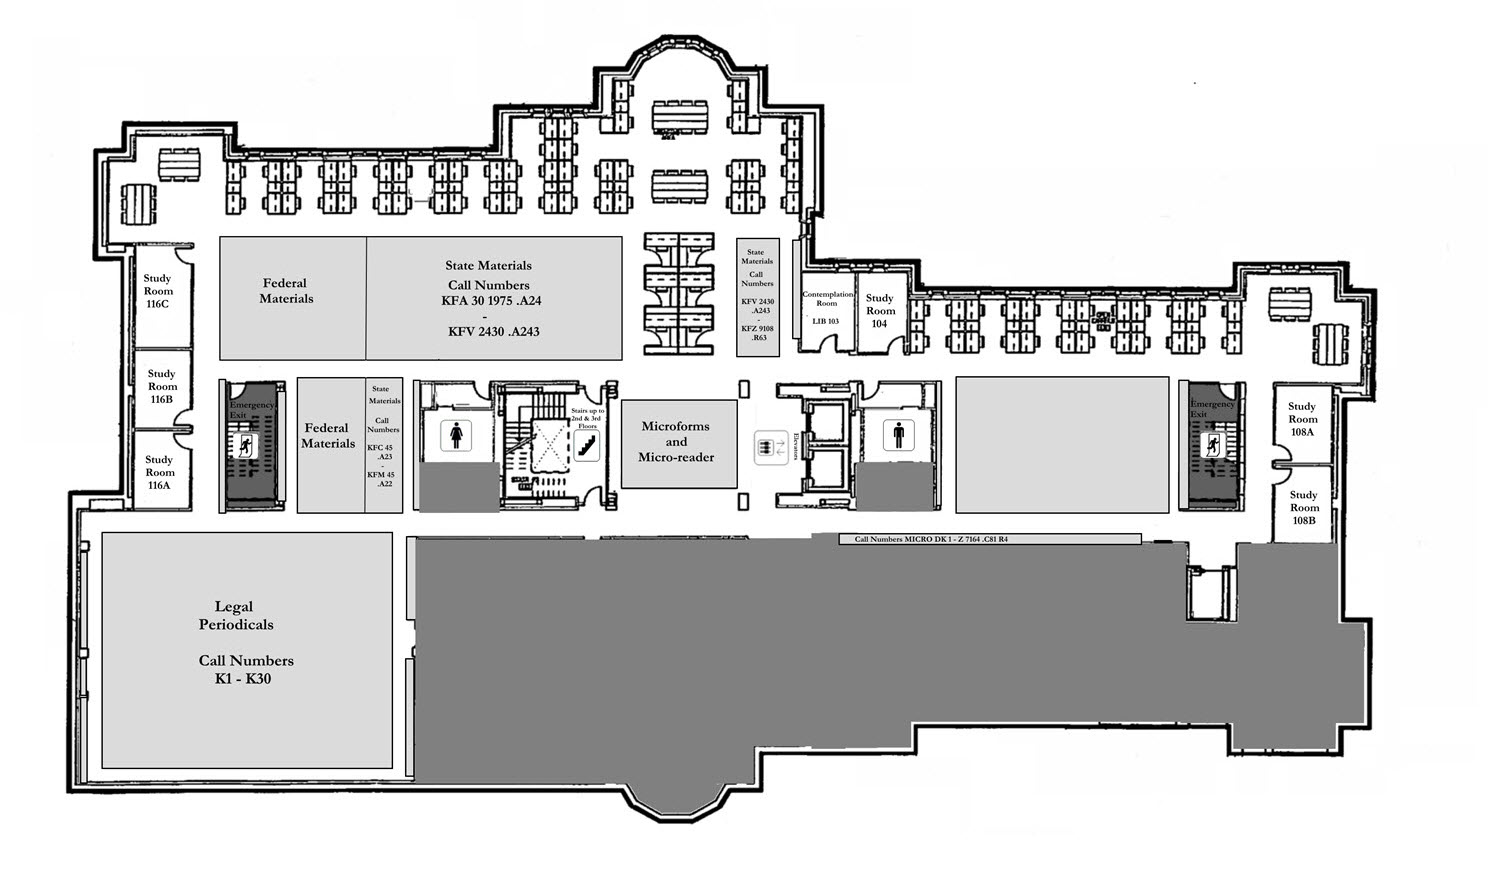 Study
Room
116C
Study
Room
116B
Study
Room
116A
Federal
Materials
State Materials
Call Numbers
KFA 30 1975 .A24
-
KFV 2430 .A243
State
Materials
Call
Numbers
KFV 2430
.A243
-
KFZ 9108
.R63
Contemplation
Room
LIB 103
Study
Room
104
Emergency
Exit
Federal
Materials
State
Materials
Call
Numbers
KFC 45
.A23
-
KFM 45
.A22
Stairs up to
2nd & 3rd
Floors
Microforms
and
Micro-reader
Elevators
Emergency
Exit
Study
Room
108A
Study
Room
108B
Call Numbers MICRO DK 1 - Z 7164 .C81 R4
Legal
Periodicals
Call Numbers
K1 - K30